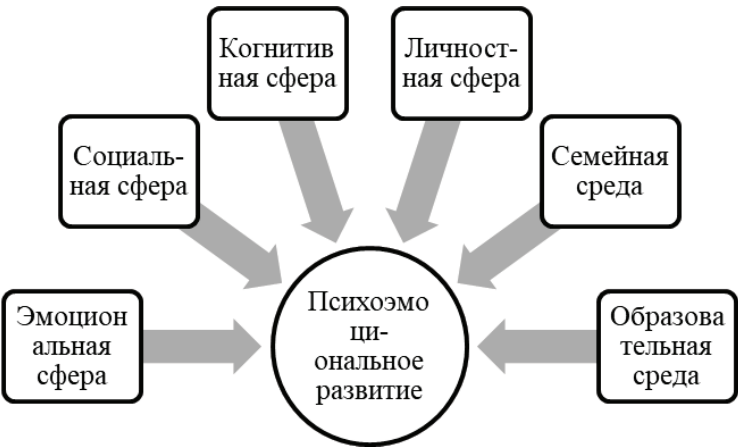 Когнитив
ная сфера
Личност-
ная сфера
Социаль-
ная сфера
Семейная
среда
Эмоцион
альная
сфера
Психоэмо
ци-
ональное
развитие
Образова
тельная
среда